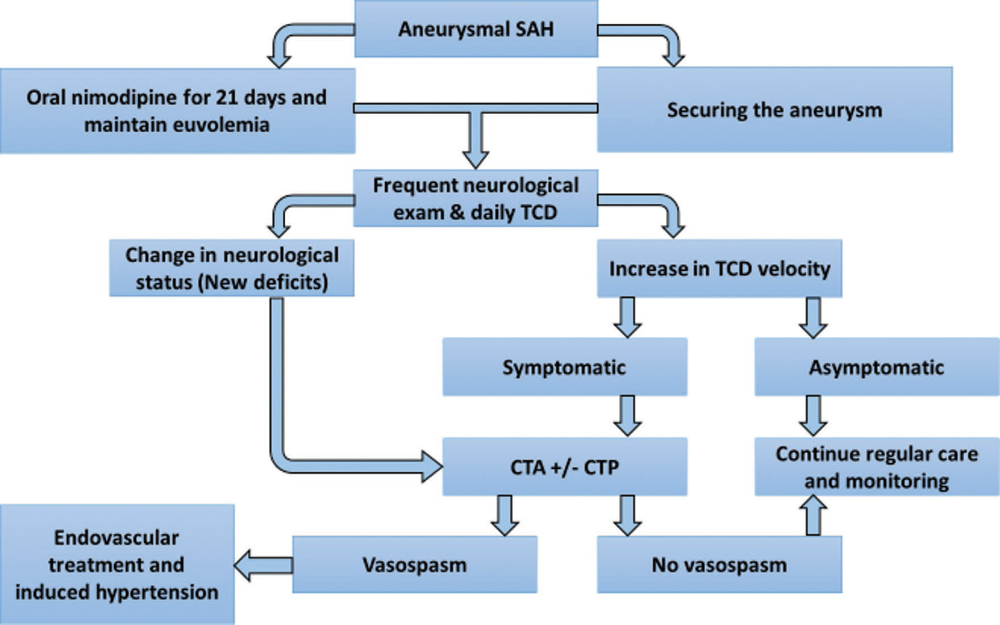 Aneurysmal SAH
Oral nimodipine for 21 days and
maintain euvolemia
Securing the aneurysm
Frequent neurological
exam & daily TCD
Change in neurological
status (New deficits)
Increase in TCD velocity
Symptomatic
Asymptomatic
CTA +/- CTP
Continue regular care
and monitoring
Endovascular
treatment and
induced hypertension
Vasospasm
No vasospasm